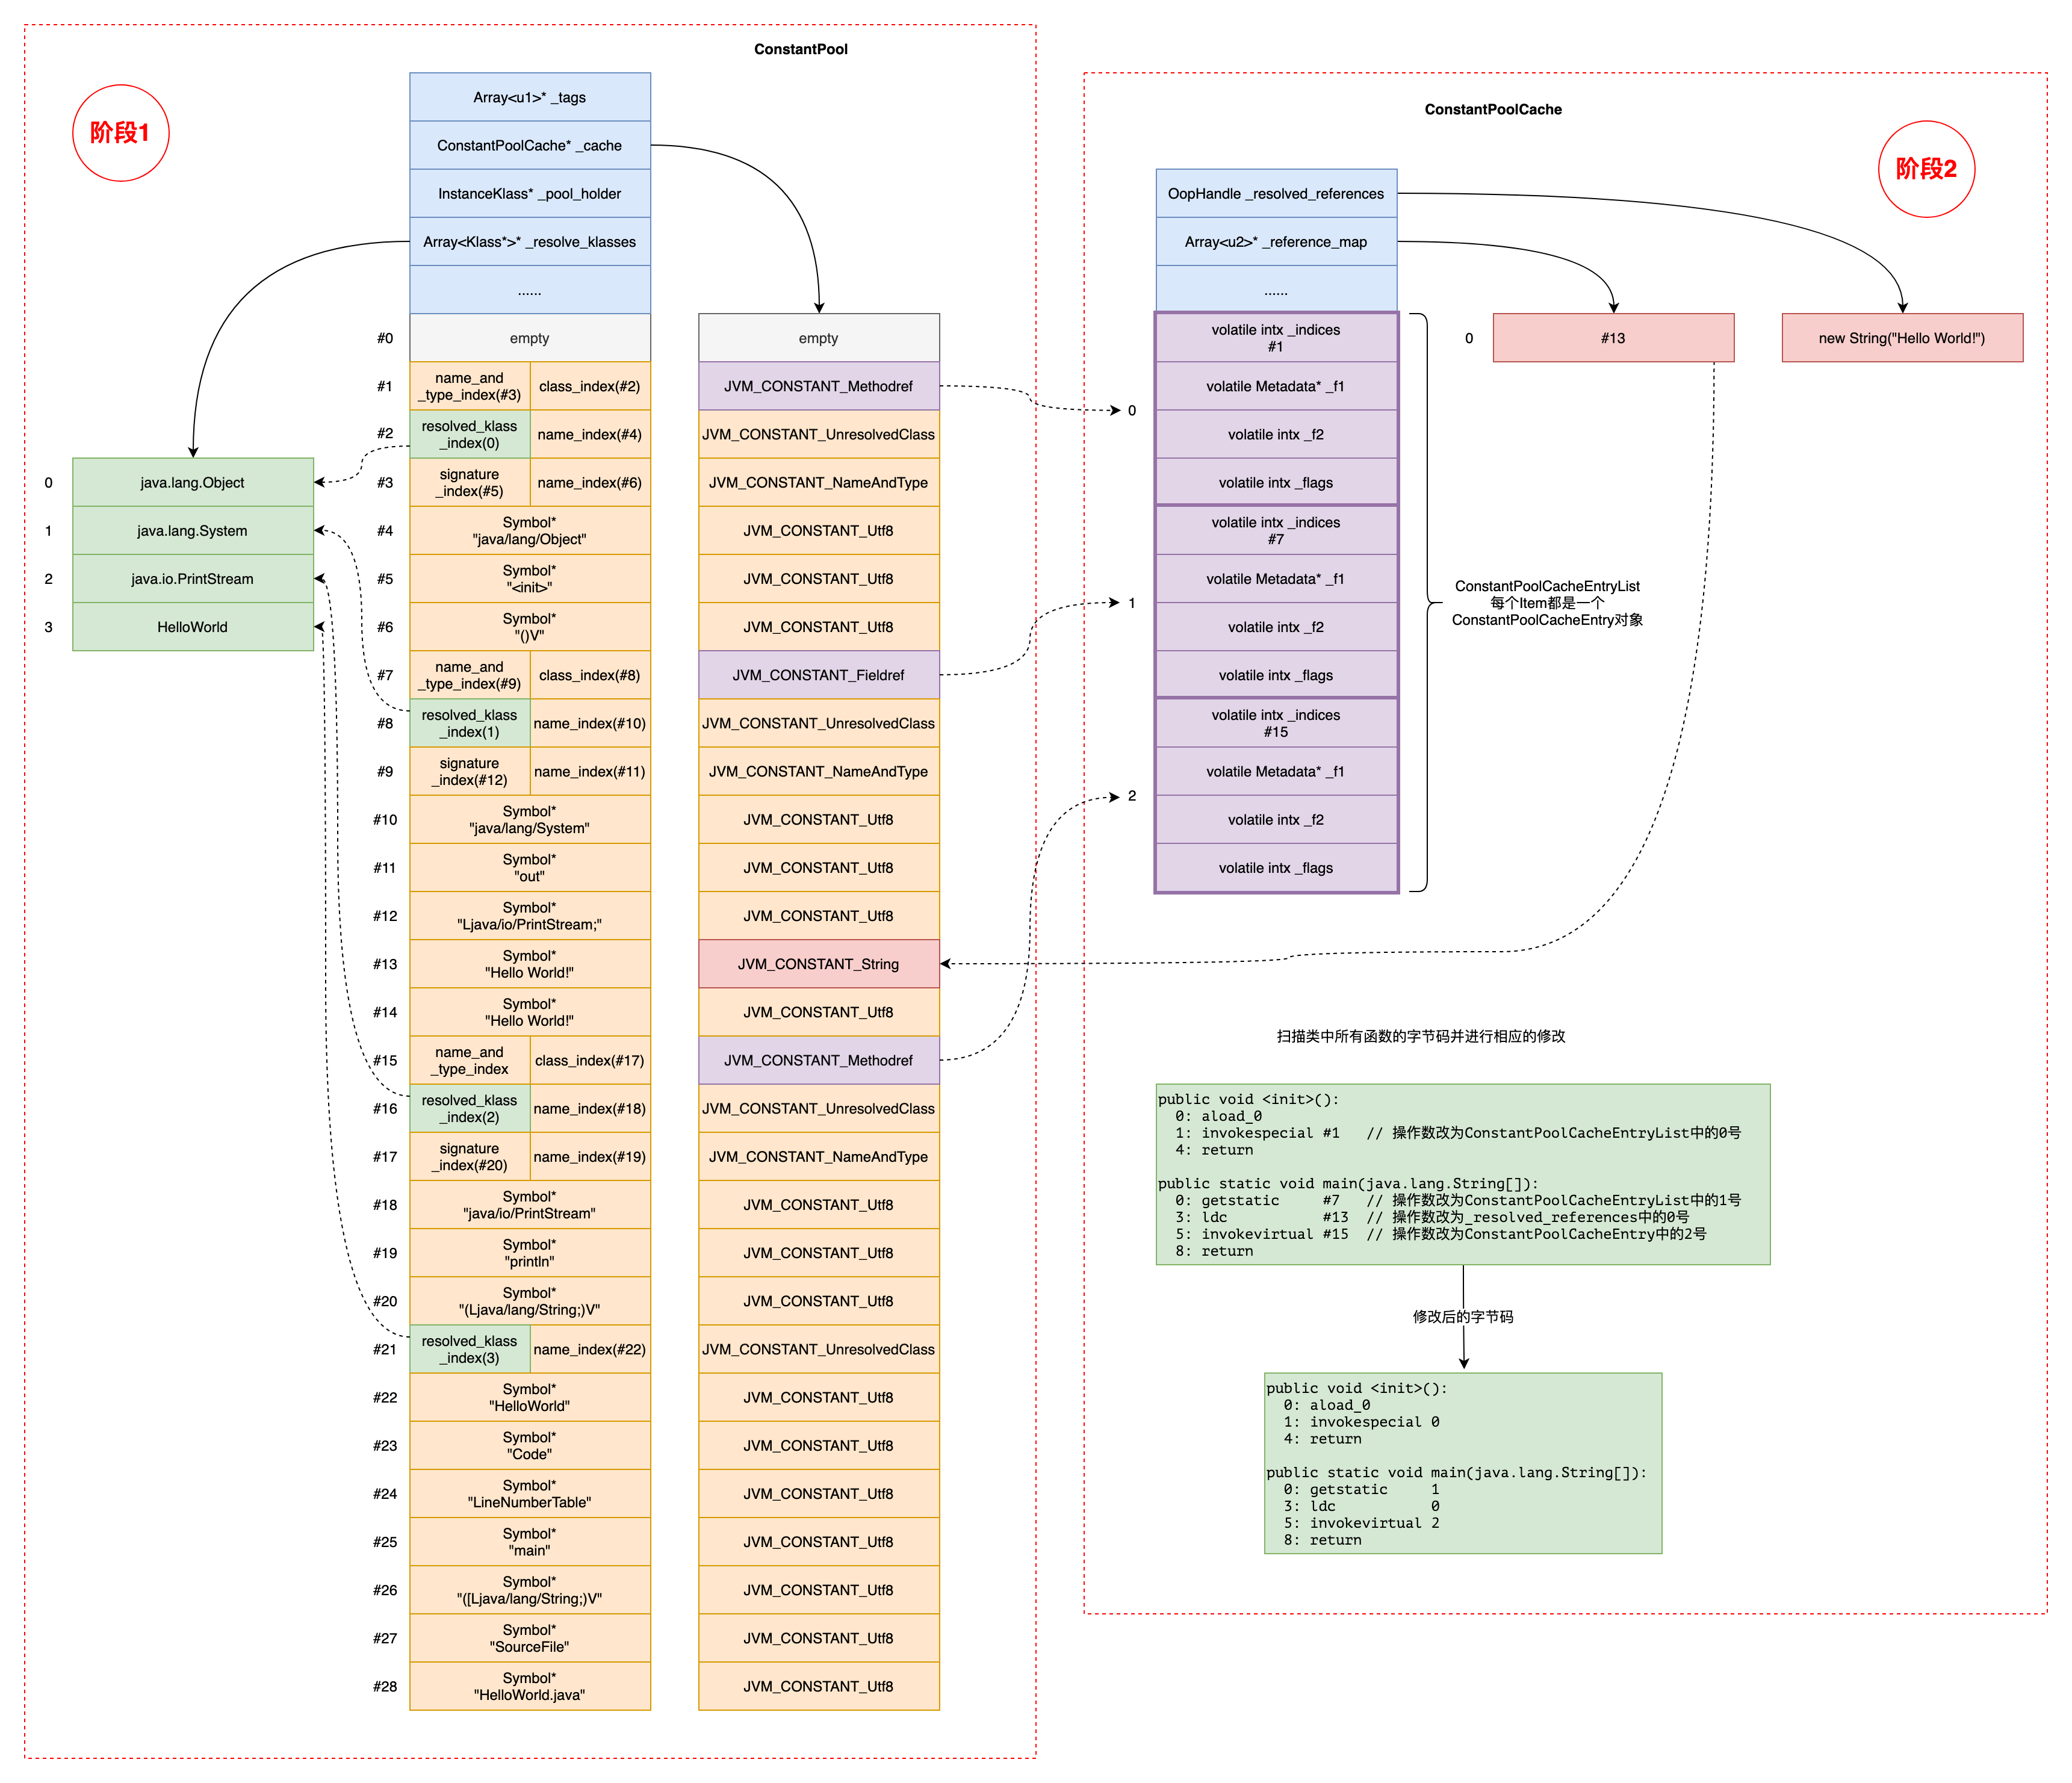 ConstantPool
阶段1
Array<u1>* _tags
ConstantPoolCache* _cache
InstanceKlass* _pool_holder
Array<Klass*>* _resolve_klasses
......
0
java.lang.Object
1
java.lang.System
2
java.io.PrintStream
3
HelloWorld
#0
empty
empty
#1
name_and
_type_index(#3)
class_index(#2)
JVM_CONSTANT_Methodref
#2
resolved_klass
_index(0)
name_index(#4)
JVM_CONSTANT_UnresolvedClass
#3
signature
_index(#5)
name_index(#6)
JVM_CONSTANT_NameAndType
#4
Symbol*
"java/lang/Object"
JVM_CONSTANT_Utf8
#5
Symbol*
"<init>"
JVM_CONSTANT_Utf8
#6
Symbol*
"()V"
JVM_CONSTANT_Utf8
#7
name_and
_type_index(#9)
class_index(#8)
JVM_CONSTANT_Fieldref
#8
resolved_klass
_index(1)
name_index(#10)
JVM_CONSTANT_UnresolvedClass
#9
signature
_index(#12)
name_index(#11)
JVM_CONSTANT_NameAndType
#10
Symbol*
"java/lang/System"
JVM_CONSTANT_Utf8
#11
Symbol*
"out"
JVM_CONSTANT_Utf8
#12
Symbol*
"Ljava/io/PrintStream;"
JVM_CONSTANT_Utf8
#13
Symbol*
"Hello World!"
JVM_CONSTANT_String
#14
Symbol*
"Hello World!"
JVM_CONSTANT_Utf8
#15
name_and
_type_index
class_index(#17)
JVM_CONSTANT_Methodref
#16
resolved_klass
_index(2)
name_index(#18)
JVM_CONSTANT_UnresolvedClass
#17
signature
_index(#20)
name_index(#19)
JVM_CONSTANT_NameAndType
#18
Symbol*
"java/io/PrintStream"
JVM_CONSTANT_Utf8
#19
Symbol*
"println"
JVM_CONSTANT_Utf8
#20
Symbol*
"(Ljava/lang/String;)V"
JVM_CONSTANT_Utf8
#21
resolved_klass
_index(3)
name_index(#22)
JVM_CONSTANT_UnresolvedClass
#22
Symbol*
"HelloWorld"
JVM_CONSTANT_Utf8
#23
Symbol*
"Code"
JVM_CONSTANT_Utf8
#24
Symbol*
"LineNumberTable"
JVM_CONSTANT_Utf8
#25
Symbol*
"main"
JVM_CONSTANT_Utf8
#26
Symbol*
"([Ljava/lang/String;)V"
JVM_CONSTANT_Utf8
#27
Symbol*
"SourceFile"
JVM_CONSTANT_Utf8
#28
Symbol*
"HelloWorld.java"
JVM_CONSTANT_Utf8
ConstantPoolCache
阶段2
OopHandle _resolved_references
Array<u2>* _reference_map
......
0
volatile intx _indices
#1
volatile Metadata* _f1
volatile intx _f2
volatile intx _flags
1
volatile intx _indices
#7
volatile Metadata* _f1
volatile intx _f2
volatile intx _flags
2
volatile intx _indices
#15
volatile Metadata* _f1
volatile intx _f2
volatile intx _flags
0
#13
new String("Hello World!")
ConstantPoolCacheEntryList
每个Item都是一个
ConstantPoolCacheEntry对象
扫描类中所有函数的字节码并进行相应的修改
public void <init>():
0: aload_0
1: invokespecial #1 // 操作数改为ConstantPoolCacheEntryList中的0号
4: return
public static void main(java.lang.String[]):
0: getstatic #7 // 操作数改为ConstantPoolCacheEntryList中的1号
3: ldc #13 // 操作数改为_resolved_references中的0号
5: invokevirtual #15 // 操作数改为ConstantPoolCacheEntry中的2号
8: return
修改后的字节码
public void <init>():
0: aload_0
1: invokespecial 0
4: return
public static void main(java.lang.String[]):
0: getstatic 1
3: ldc 0
5: invokevirtual 2
8: return